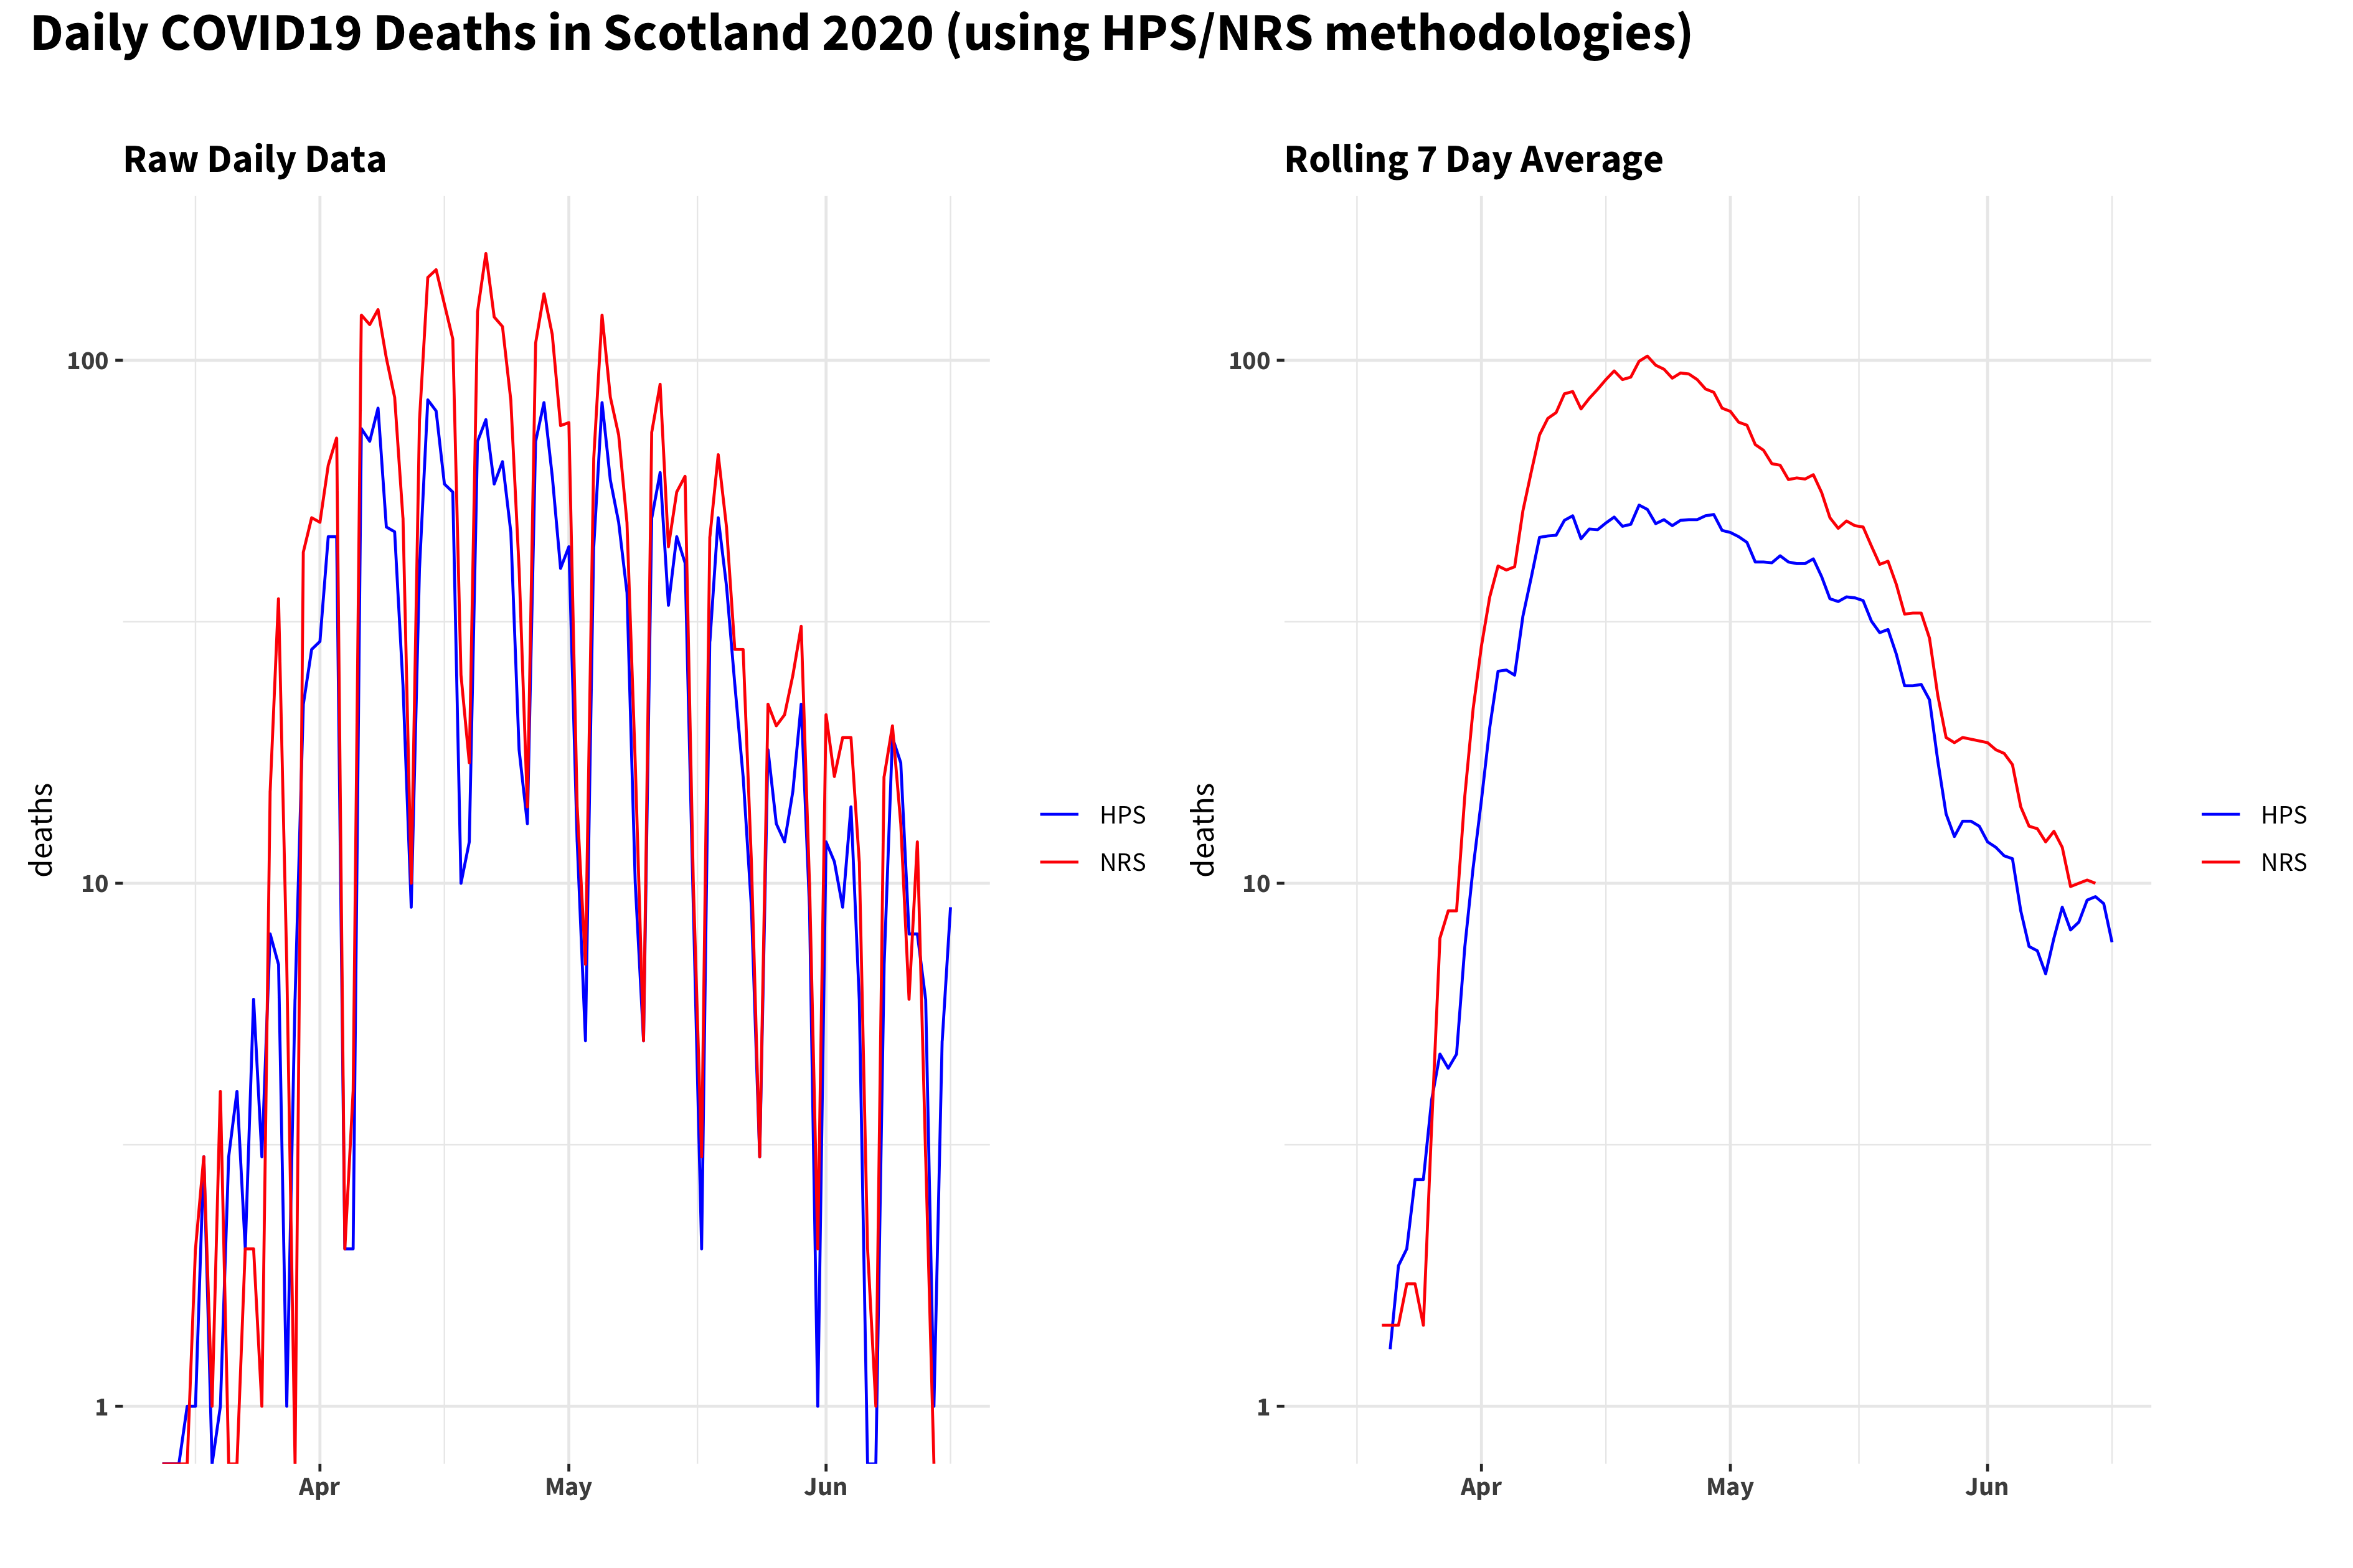 Daily COVID19 Deaths in Scotland 2020 (using HPS/NRS methodologies)
Raw Daily Data
100
10
1
deaths
Apr
May
Jun
HPS
NRS
Rolling 7 Day Average
100
10
1
deaths
Apr
May
Jun
HPS
NRS